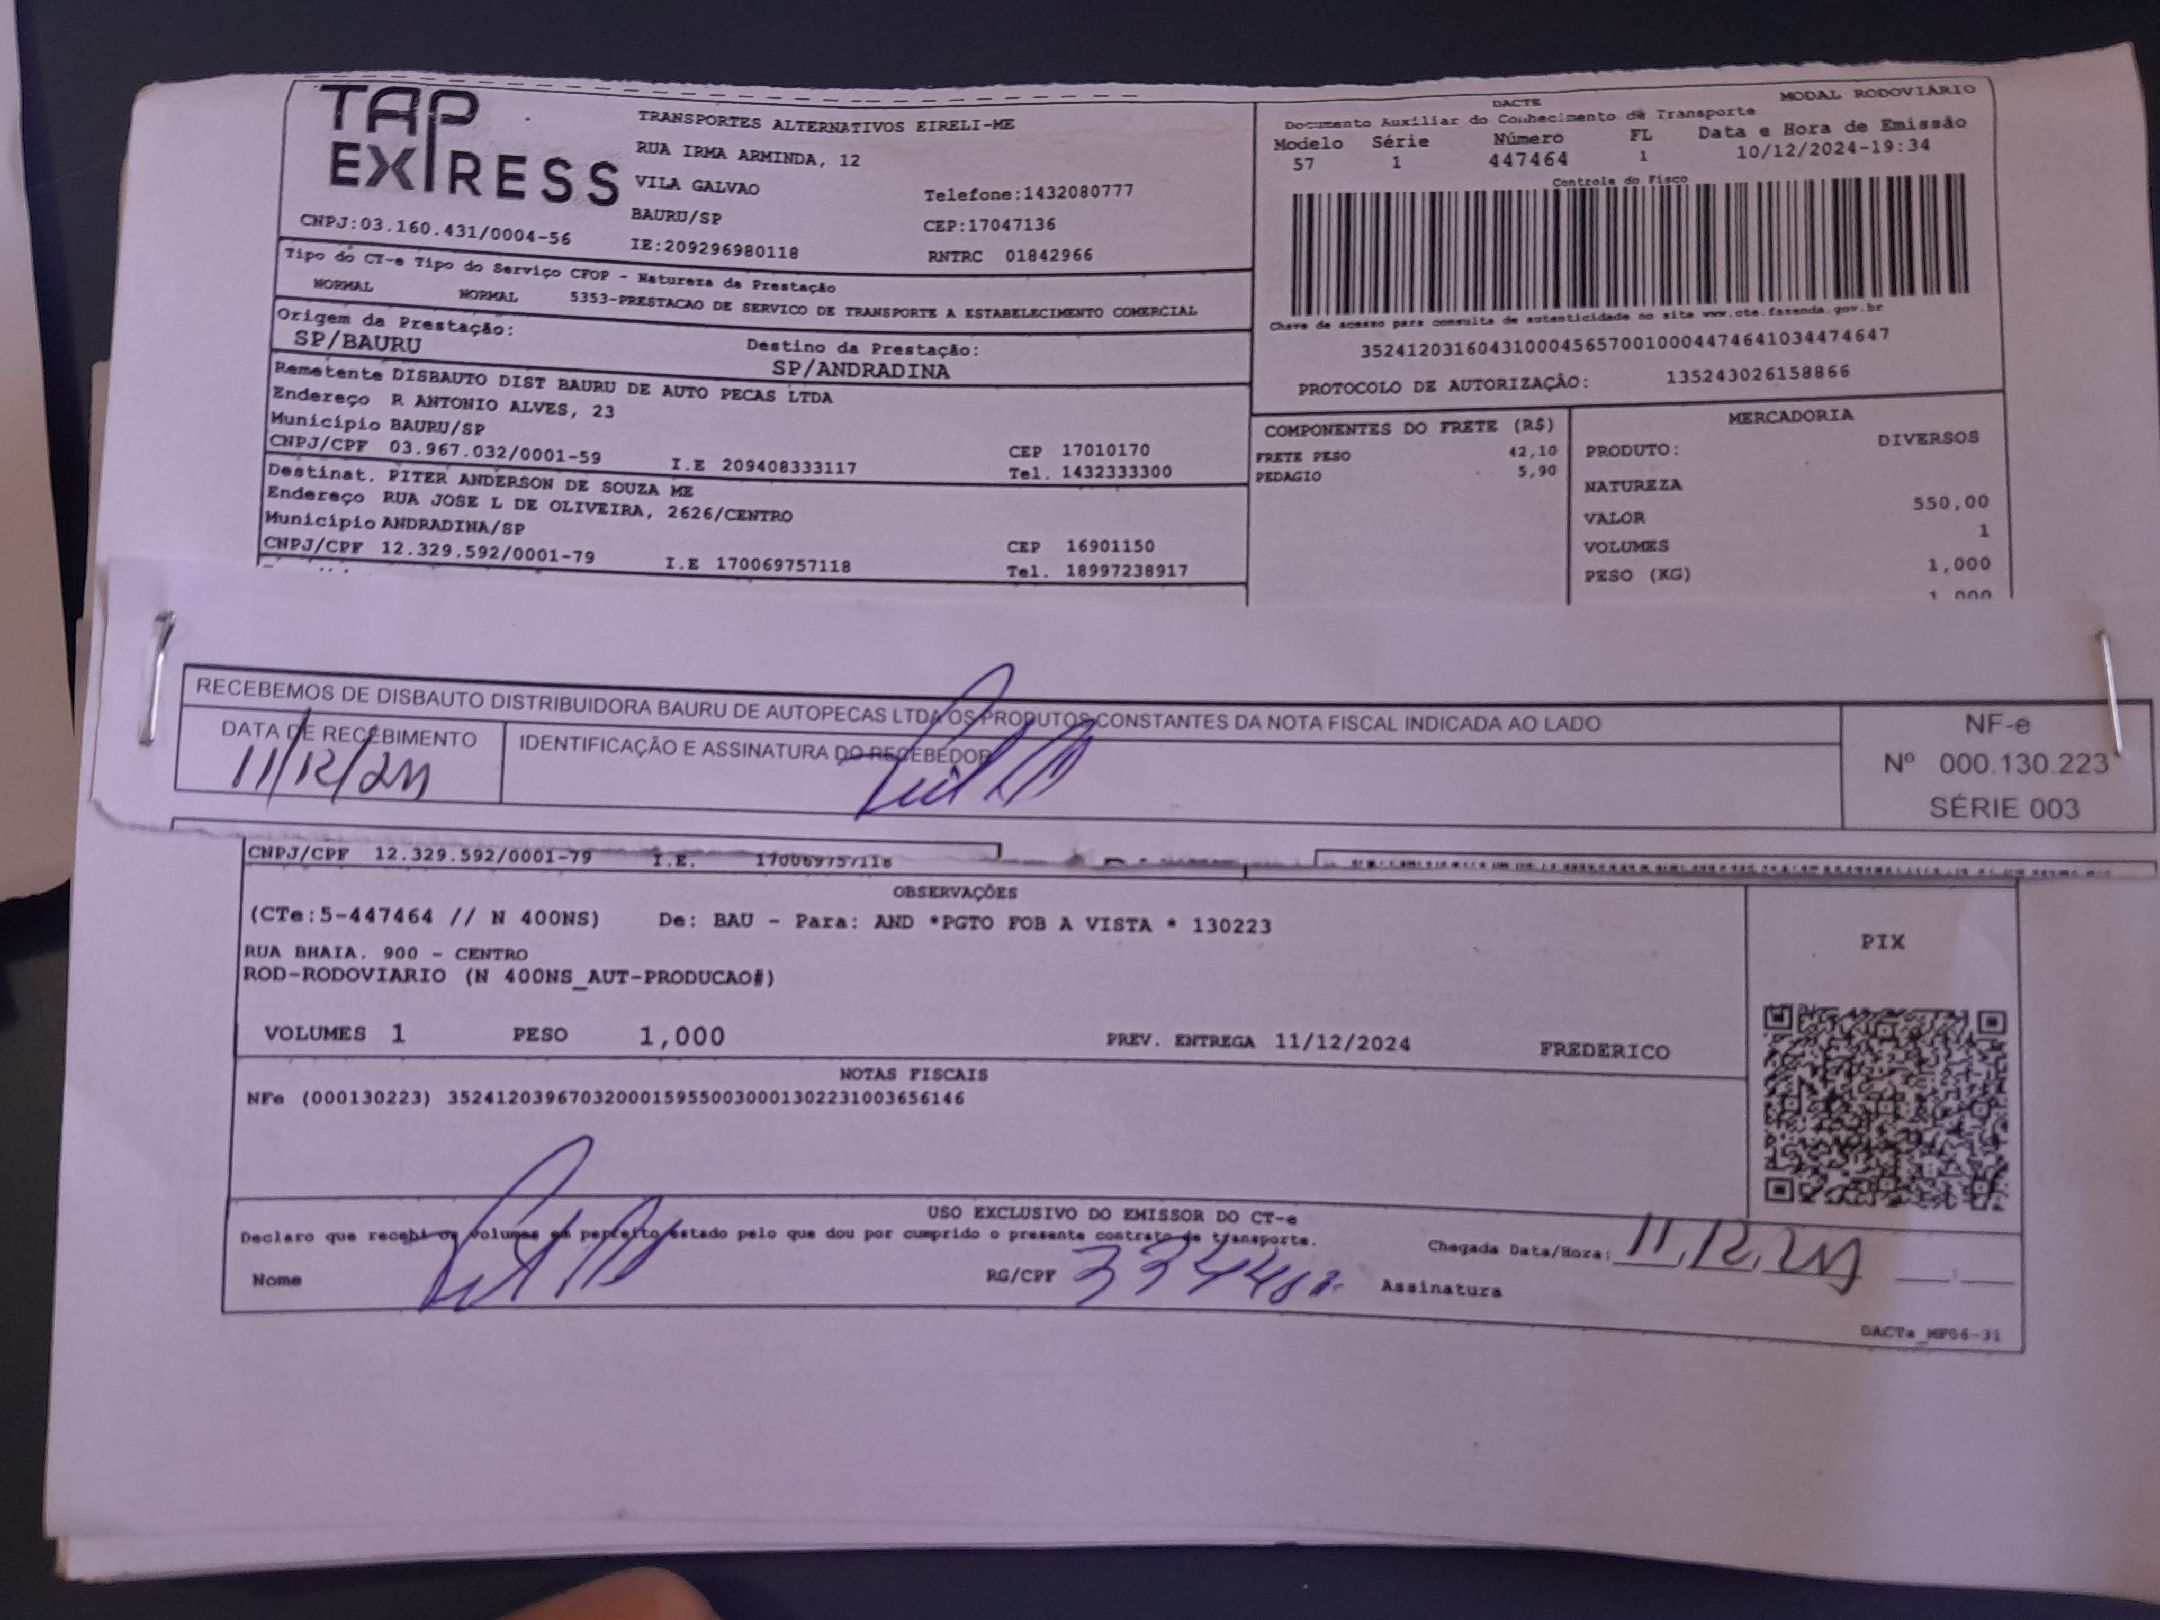 TAP EXPRESS
TRANSPORTES ALTERNATIVOS EIRELI-ME
RUA IRMA ARMINDA, 12
VILA GALVAO Telefone:1432080777
BAURU/SP CEP:17047136
CNPJ:03.160.431/0004-56 IE:209296980118 RNTRC 01842966
DACTE MODAL RODOVIÁRIO
Documento Auxiliar do Conhecimento de Transporte
Modelo Série Número FL Data e Hora de Emissão
57 1 447464 1 10/12/2024-19:34
Controle do Fisco
Chave de acesso para consulta de autenticidade no site www.cte.fazenda.gov.br
35241203160431000456570010004474641034474647
PROTOCOLO DE AUTORIZAÇÃO: 135243026158866
Tipo do CT-e Tipo do Serviço CFOP - Natureza da Prestação
NORMAL NORMAL 5353-PRESTACAO DE SERVICO DE TRANSPORTE A ESTABELECIMENTO COMERCIAL
Origem da Prestação: Destino da Prestação:
SP/BAURU SP/ANDRADINA
Remetente DISBAUTO DIST BAURU DE AUTO PECAS LTDA
Endereço R ANTONIO ALVES, 23
Município BAURU/SP CEP 17010170
CNPJ/CPF 03.967.032/0001-59 I.E 209408333117 Tel. 1432333300
Destinat. PITER ANDERSON DE SOUZA ME
Endereço RUA JOSE L DE OLIVEIRA, 2626/CENTRO
Município ANDRADINA/SP CEP 16901150
CNPJ/CPF 12.329.592/0001-79 I.E 170069757118 Tel. 18997238917
COMPONENTES DO FRETE (R$)
FRETE PESO 42,10
PEDAGIO 5,90
MERCADORIA
PRODUTO: DIVERSOS
NATUREZA
VALOR 550,00
VOLUMES 1
PESO (KG) 1,000
1,000
RECEBEMOS DE DISBAUTO DISTRIBUIDORA BAURU DE AUTOPECAS LTDA OS PRODUTOS CONSTANTES DA NOTA FISCAL INDICADA AO LADO
DATA DE RECEBIMENTO IDENTIFICAÇÃO E ASSINATURA DO RECEBEDOR
11/12/24
NF-e
Nº 000.130.223
SÉRIE 003
CNPJ/CPF 12.329.592/0001-79 I.E. 170069757118
OBSERVAÇÕES
(CTe:5-447464 // N 400NS) De: BAU - Para: AND *PGTO FOB A VISTA * 130223
RUA BHAIA. 900 - CENTRO
ROD-RODOVIARIO (N 400NS_AUT-PRODUCAO#)
VOLUMES 1 PESO 1,000 PREV. ENTREGA 11/12/2024 FREDERICO
PIX
NOTAS FISCAIS
NFe (000130223) 35241203967032000159550030001302231003656146
USO EXCLUSIVO DO EMISSOR DO CT-e
Declaro que recebi os volumes em perfeito estado pelo que dou por cumprido o presente contrato de transporte.
Chegada Data/Hora: 11/12/24
Nome RG/CPF Assinatura
DACTe_MF06-31